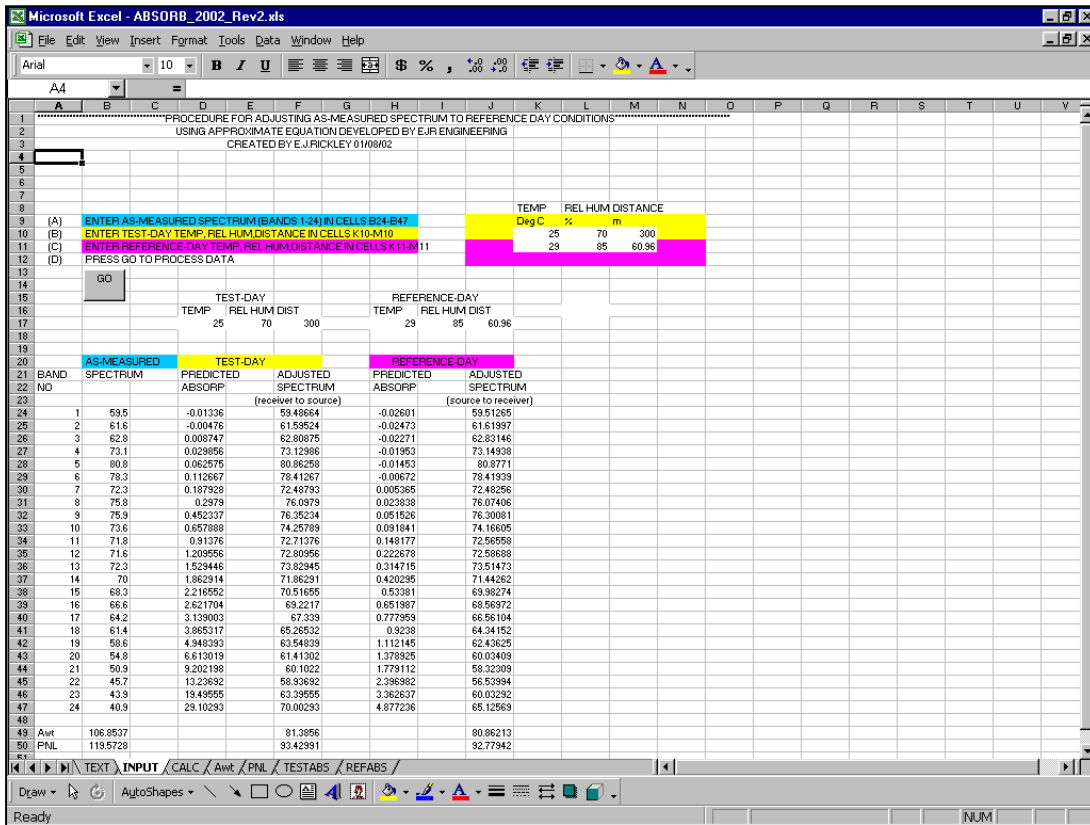 Microsoft Excel - ABSORB_2002_Rev2.xls
File Edit View Insert Format Tools Data Window Help
Arial 10 B I U $ % ,
A4 =
A B C D E F G H I J K L M N O P Q R S T U V
1 PROCEDURE FOR ADJUSTING AS-MEASURED SPECTRUM TO REFERENCE DAY CONDITIONS
2 USING APPROXIMATE EQUATION DEVELOPED BY EJR ENGINEERING
3 CREATED BY E.J.RICKLEY 01/08/02
4
5
6
7
8 TEMP REL HUM DISTANCE
9 (A) ENTER AS-MEASURED SPECTRUM (BANDS 1-24) IN CELLS B24-B47 Deg C % m
10 (B) ENTER TEST-DAY TEMP, REL HUM,DISTANCE IN CELLS K10-M10 25 70 300
11 (C) ENTER REFERENCE-DAY TEMP, REL HUM,DISTANCE IN CELLS K11-M11 29 85 60.96
12 (D) PRESS GO TO PROCESS DATA
13
GO
14
15 TEST-DAY REFERENCE-DAY
16 TEMP REL HUM DIST TEMP REL HUM DIST
17 25 70 300 29 85 60.96
18
19
20 AS-MEASURED TEST-DAY REFERENCE-DAY
21 BAND SPECTRUM PREDICTED ADJUSTED PREDICTED ADJUSTED
22 NO ABSORP SPECTRUM ABSORP SPECTRUM
23 (receiver to source) (source to receiver)
24 1 59.5 -0.01336 59.48664 -0.02601 59.51265
25 2 61.6 -0.00476 61.59524 -0.02473 61.61997
26 3 62.8 0.008747 62.80875 -0.02271 62.83146
27 4 73.1 0.029856 73.12986 -0.01953 73.14938
28 5 80.8 0.062575 80.86258 -0.01453 80.8771
29 6 78.3 0.112667 78.41267 -0.00672 78.41939
30 7 72.3 0.187928 72.48793 0.005365 72.48256
31 8 75.8 0.2979 76.0979 0.023838 76.07406
32 9 75.9 0.452337 76.35234 0.051526 76.30081
33 10 73.6 0.657888 74.25789 0.091841 74.16605
34 11 71.8 0.91376 72.71376 0.148177 72.56558
35 12 71.6 1.209556 72.80956 0.222678 72.58688
36 13 72.3 1.529446 73.82945 0.314715 73.51473
37 14 70 1.862914 71.86291 0.420295 71.44262
38 15 68.3 2.216552 70.51655 0.53381 69.98274
39 16 66.6 2.621704 69.2217 0.651987 68.56972
40 17 64.2 3.139003 67.339 0.777959 66.56104
41 18 61.4 3.865317 65.26532 0.9238 64.34152
42 19 58.6 4.948393 63.54839 1.112145 62.43625
43 20 54.8 6.613019 61.41302 1.378925 60.03409
44 21 50.9 9.202198 60.1022 1.779112 58.32309
45 22 45.7 13.23692 58.93692 2.396982 56.53994
46 23 43.9 19.49555 63.39555 3.362637 60.03292
47 24 40.9 29.10293 70.00293 4.877236 65.12569
48
49 Awt 106.8537 81.3856 80.86213
50 PNL 119.5728 93.42991 92.77942
51
TEXT INPUT CALC Awt PNL TESTABS REFABS
Draw AutoShapes
Ready NUM